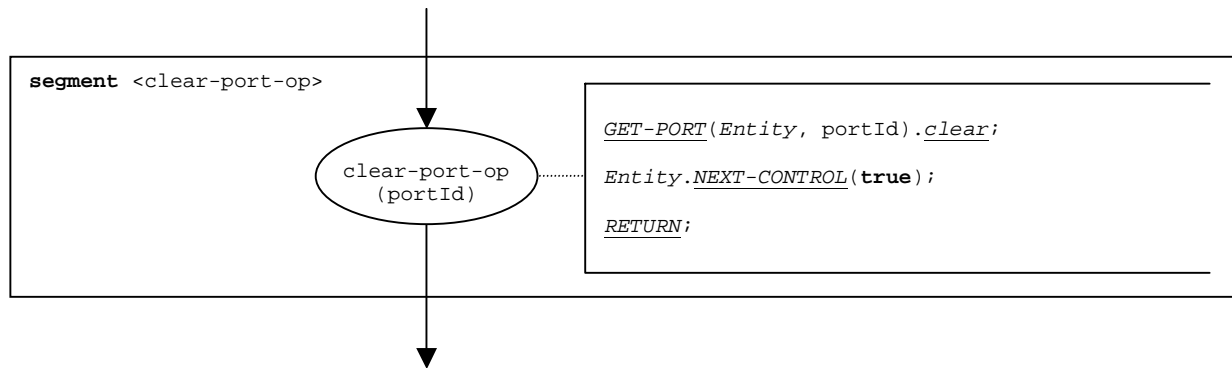 segment <clear-port-op>
clear-port-op
(portId)
GET-PORT(Entity, portId).clear;
Entity.NEXT-CONTROL(true);
RETURN;